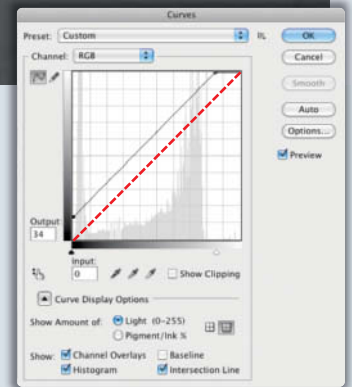 Curves
Preset: Custom
OK
Channel: RGB
Cancel
Smooth
Auto
Options...
Preview
Output:
34
Input:
0
Show Clipping
Curve Display Options
Show Amount of: Light (0-255)
Pigment/Ink %
Show: Channel Overlays Baseline
Histogram Intersection Line